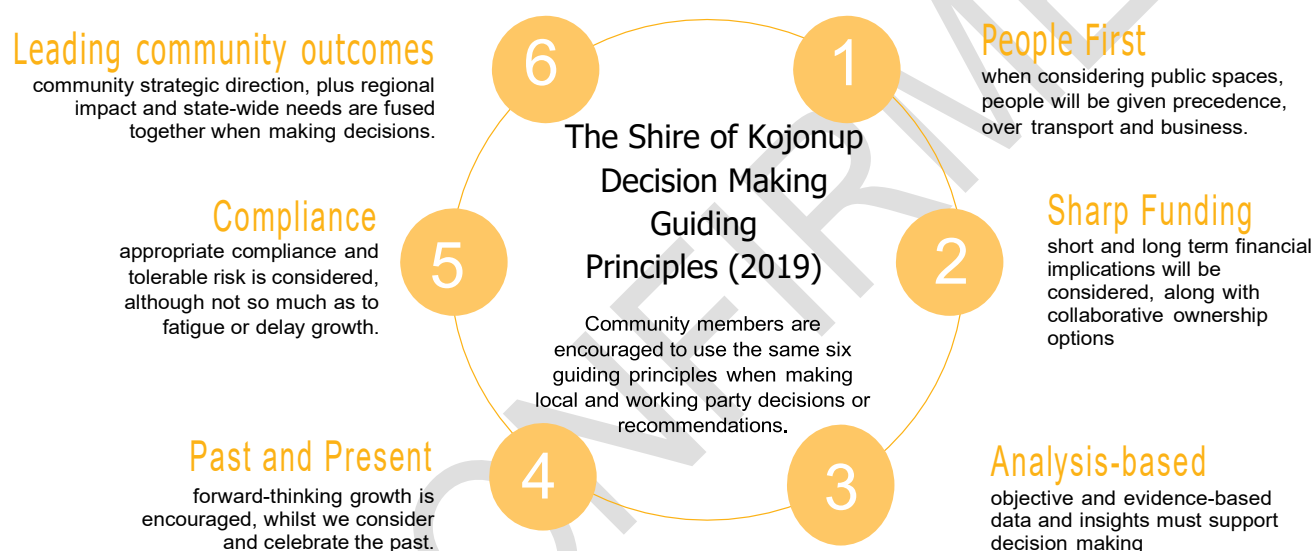 The Shire of Kojonup
Decision Making
Guiding
Principles (2019)
Community members are
encouraged to use the same six
guiding principles when making
local and working party decisions or
recommendations.
1
People First
when considering public spaces,
people will be given precedence,
over transport and business.
2
Sharp Funding
short and long term financial
implications will be
considered, along with
collaborative ownership
options
3
Analysis-based
objective and evidence-based
data and insights must support
decision making
4
Past and Present
forward-thinking growth is
encouraged, whilst we consider
and celebrate the past.
5
Compliance
appropriate compliance and
tolerable risk is considered,
although not so much as to
fatigue or delay growth.
6
Leading community outcomes
community strategic direction, plus regional
impact and state-wide needs are fused
together when making decisions.
ONFIRME